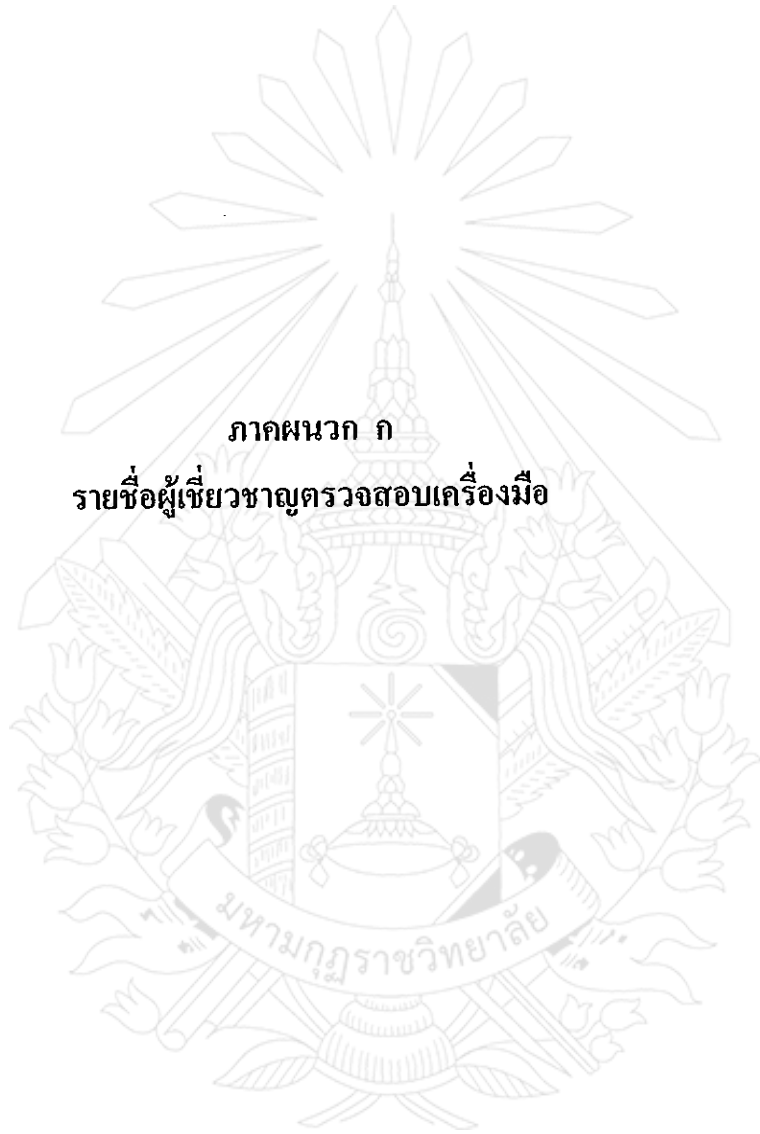 ภาคผนวก ก
รายชื่อผู้เชี่ยวชาญตรวจสอบเครื่องมือ
มหามกุฏราชวิทยาลัย